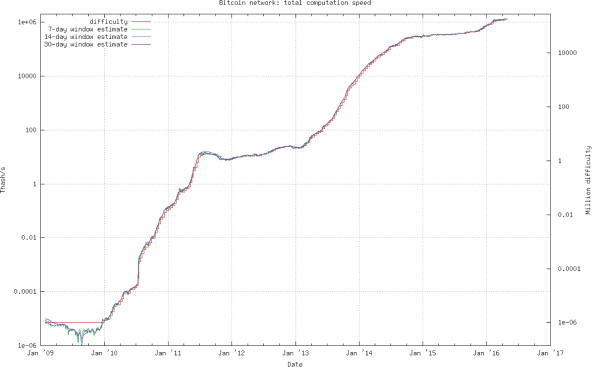 Bitcoin network: total computation speed
difficulty
7-day window estimate
14-day window estimate
30-day window estimate
1e+06
10000
100
1
0.01
0.0001
1e-06
Thash/s
10000
100
1
0.01
0.0001
1e-06
Million difficulty
Jan '09 Jan '10 Jan '11 Jan '12 Jan '13 Jan '14 Jan '15 Jan '16 Jan '17
Date